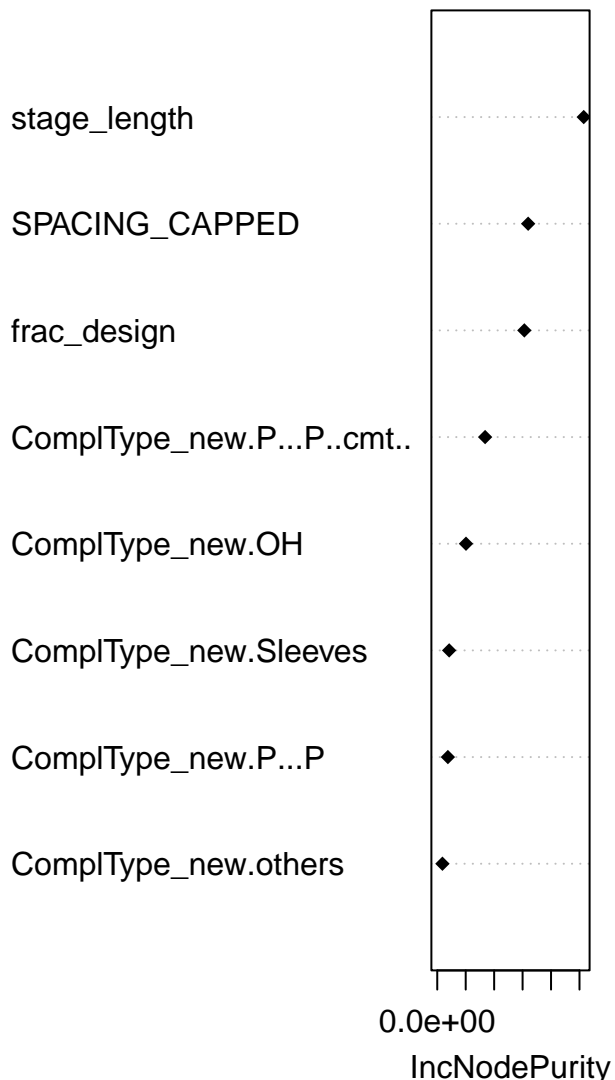 stage_length
SPACING_CAPPED
frac_design
ComplType_new.P...P..cmt..
ComplType_new.OH
ComplType_new.Sleeves
ComplType_new.P...P
ComplType_new.others
0.0e+00
IncNodePurity